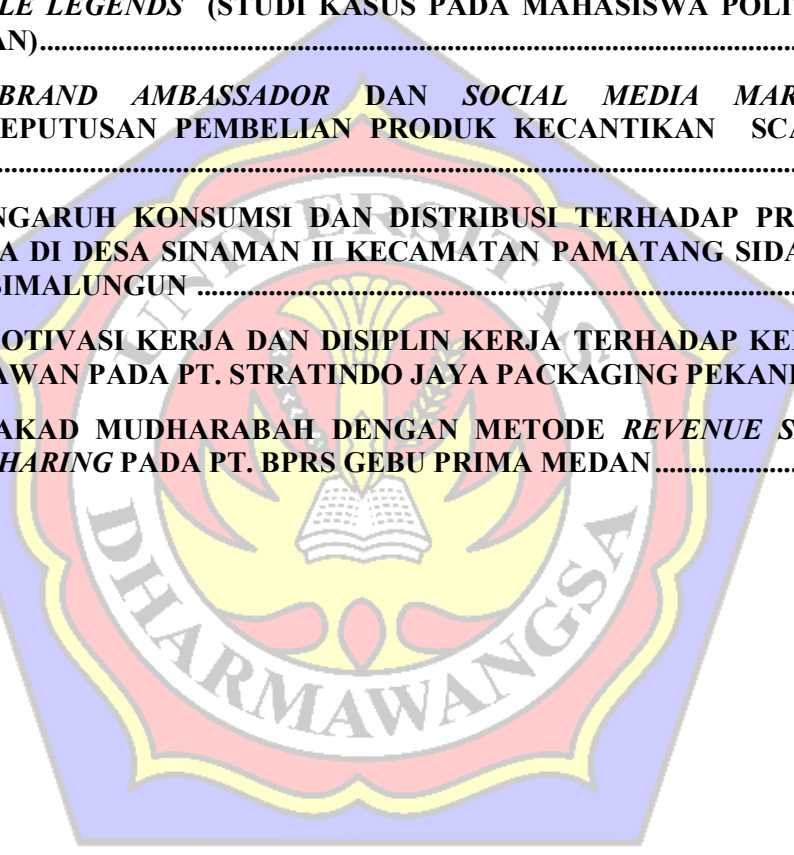 LE LEGENDS (STUDI KASUS PADA MAHASISWA POLI
AN)
BRAND AMBASSADOR DAN SOCIAL MEDIA MAR
EPUTUSAN PEMBELIAN PRODUK KECANTIKAN SCA
NGARUH KONSUMSI DAN DISTRIBUSI TERHADAP PR
A DI DESA SINAMAN II KECAMATAN PAMATANG SIDA
SIMALUNGUN
OTIVASI KERJA DAN DISIPLIN KERJA TERHADAP KE
AWAN PADA PT. STRATINDO JAYA PACKAGING PEKAN
AKAD MUDHARABAH DENGAN METODE REVENUE S
HARING PADA PT. BPRS GEBU PRIMA MEDAN
UNIVERSITAS
DHARMAWANGSA